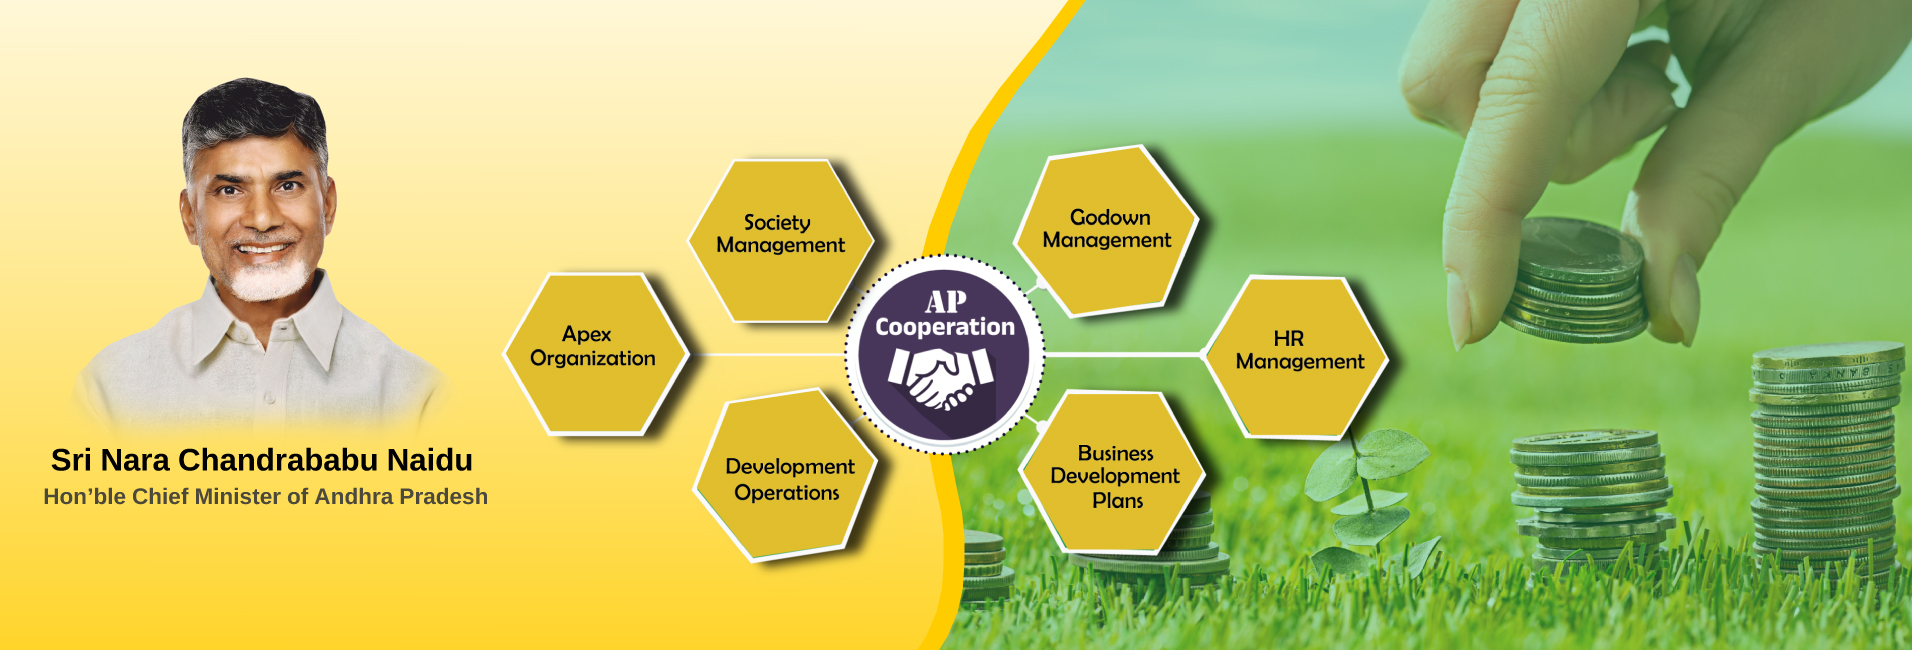 Sri Nara Chandrababu Naidu
Hon’ble Chief Minister of Andhra Pradesh
Apex
Organization
Society
Management
Development
Operations
AP
Cooperation
Godown
Management
HR
Management
Business
Development
Plans